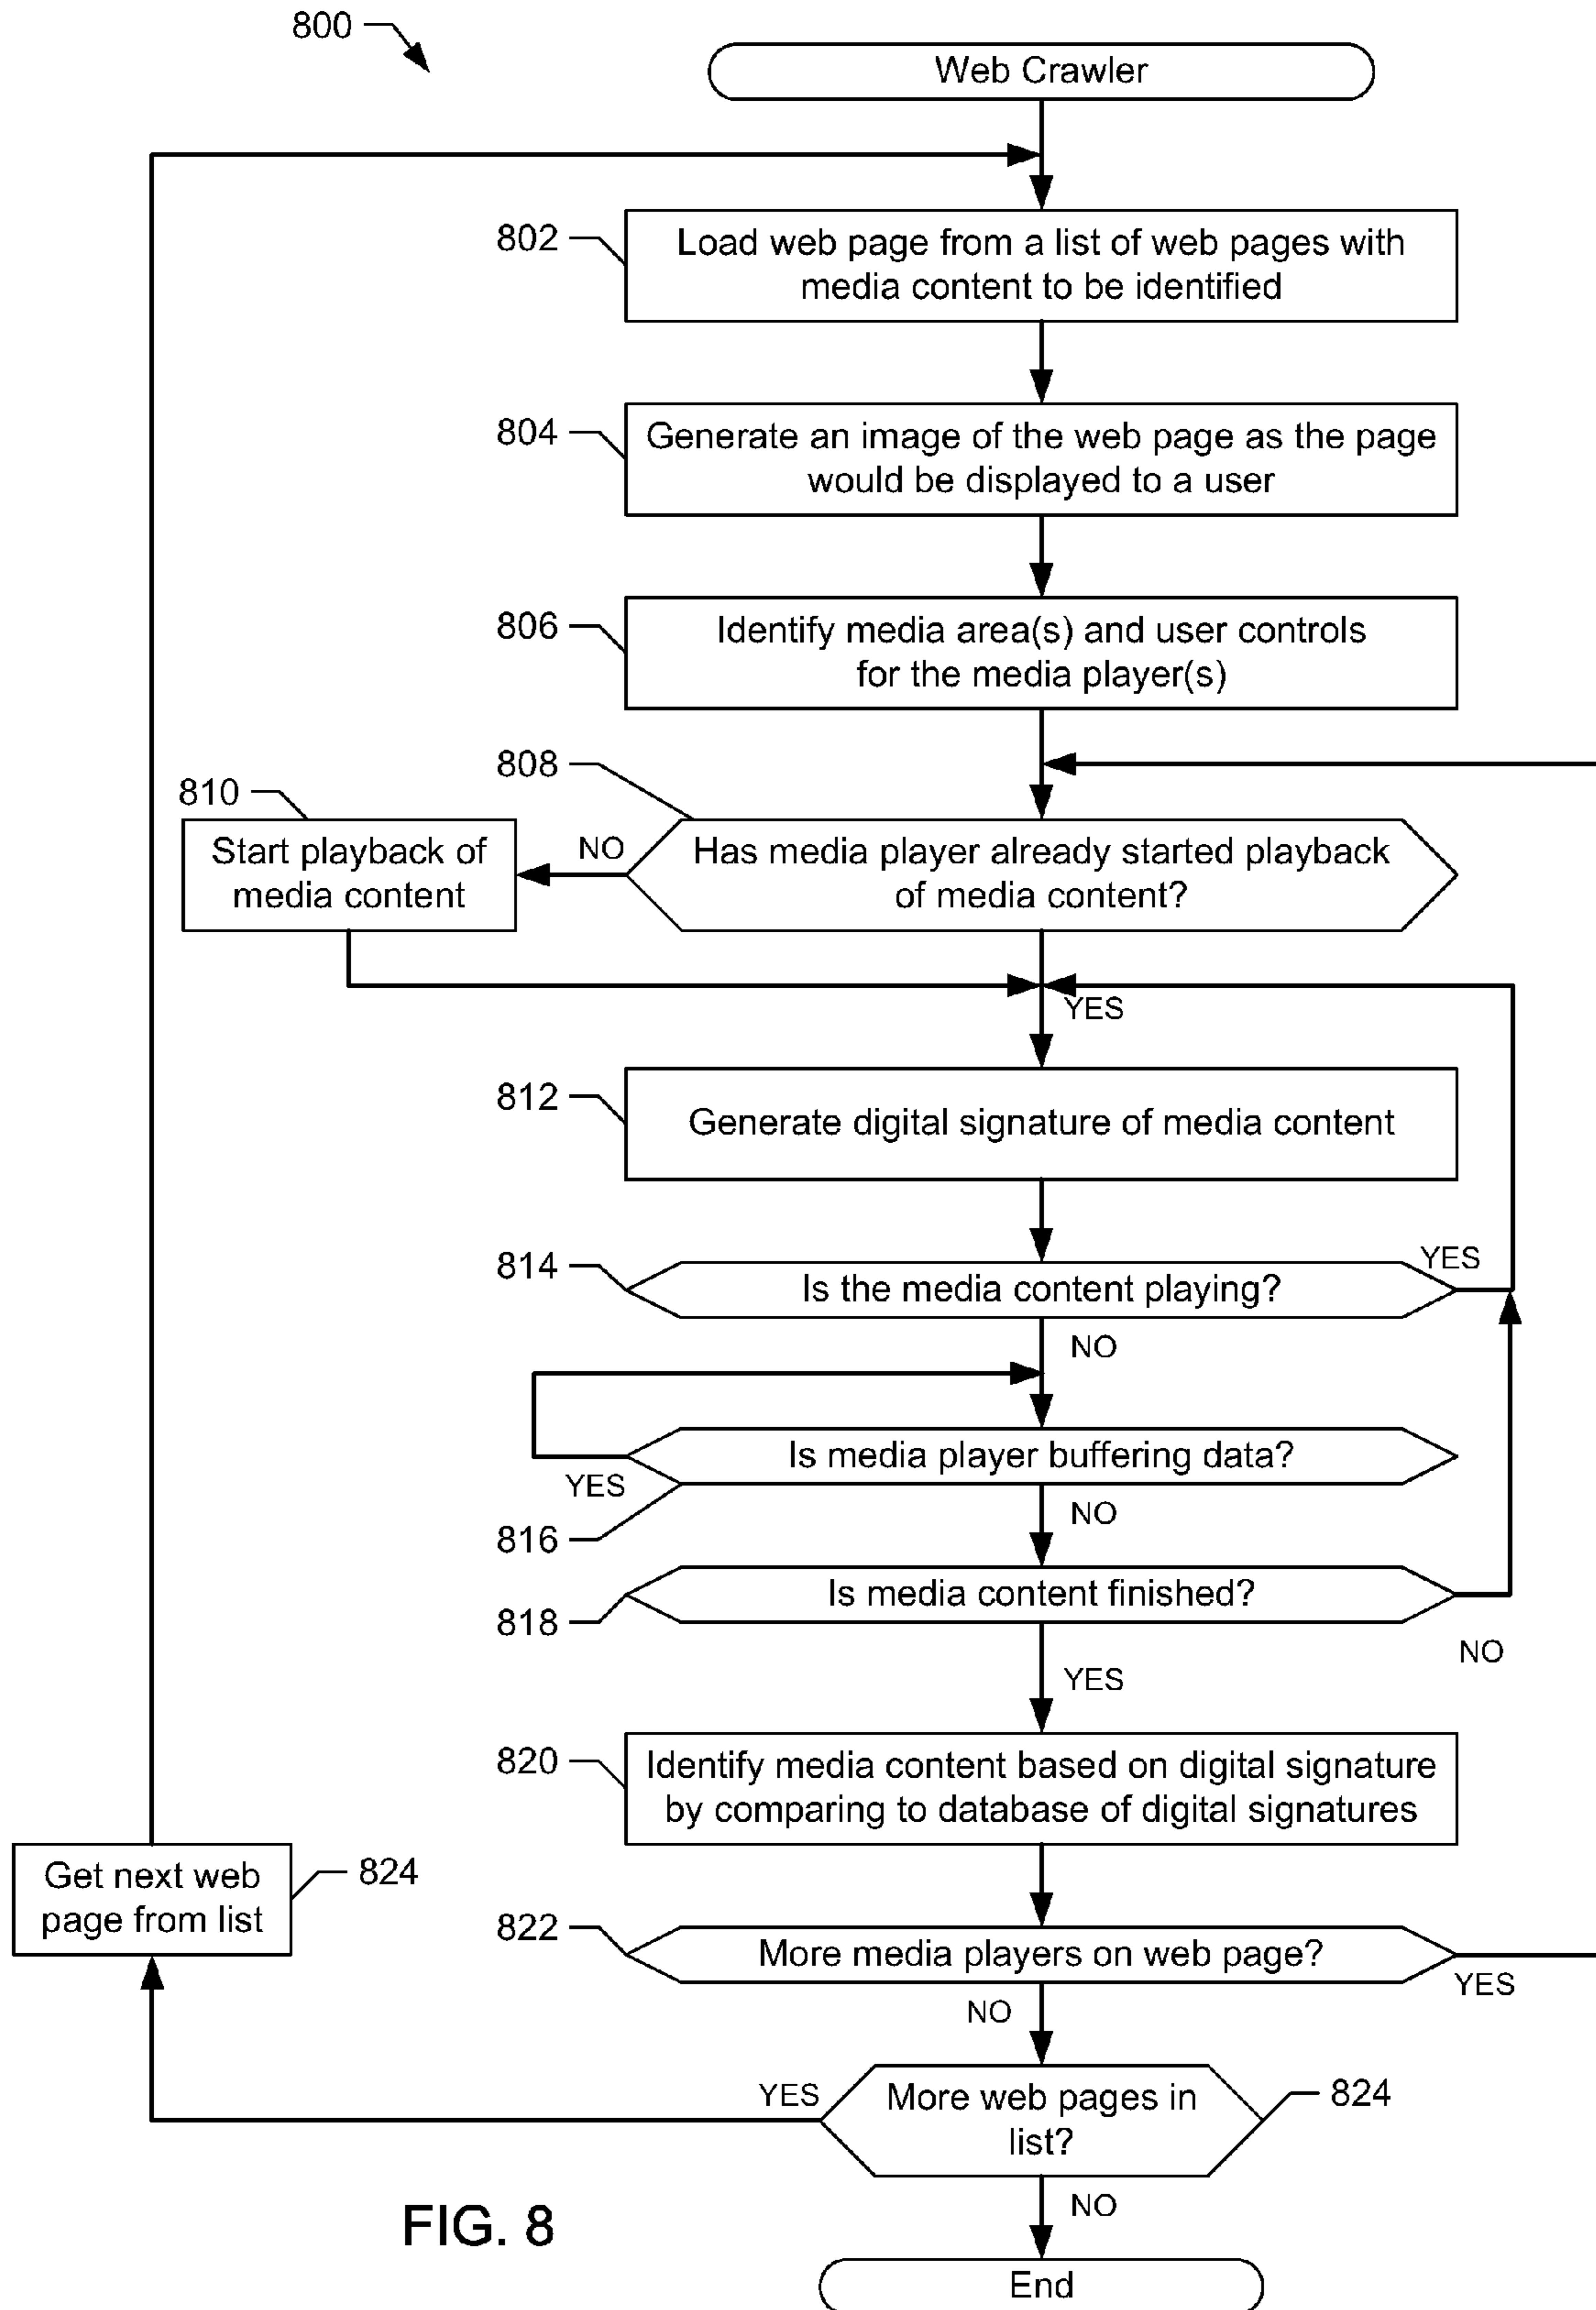 800
Web Crawler
802
Load web page from a list of web pages with
media content to be identified
804
Generate an image of the web page as the page
would be displayed to a user
806
Identify media area(s) and user controls
for the media player(s)
808
810
Start playback of
media content
NO
Has media player already started playback
of media content?
YES
812
Generate digital signature of media content
814
Is the media content playing?
YES
NO
Is media player buffering data?
YES
816
NO
Is media content finished?
818
NO
YES
820
Identify media content based on digital signature
by comparing to database of digital signatures
Get next web
page from list
824
822
More media players on web page?
YES
NO
YES
More web pages in
list?
824
NO
FIG. 8
End